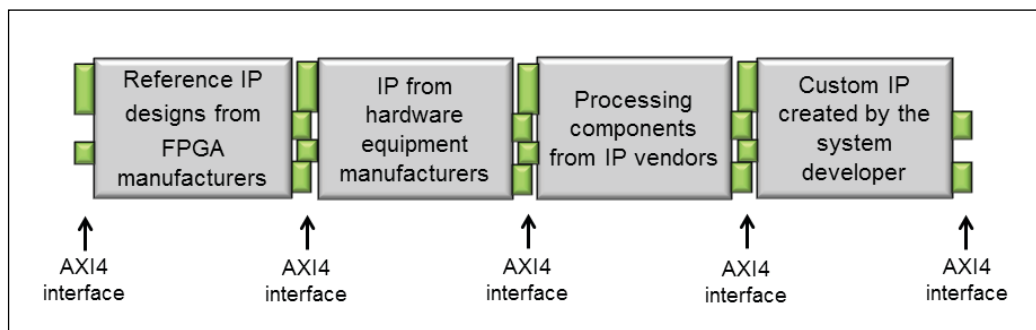 Reference IP
designs from
FPGA
manufacturers
IP from
hardware
equipment
manufacturers
Processing
components
from IP vendors
Custom IP
created by the
system
developer
AXI4
interface
AXI4
interface
AXI4
interface
AXI4
interface
AXI4
interface